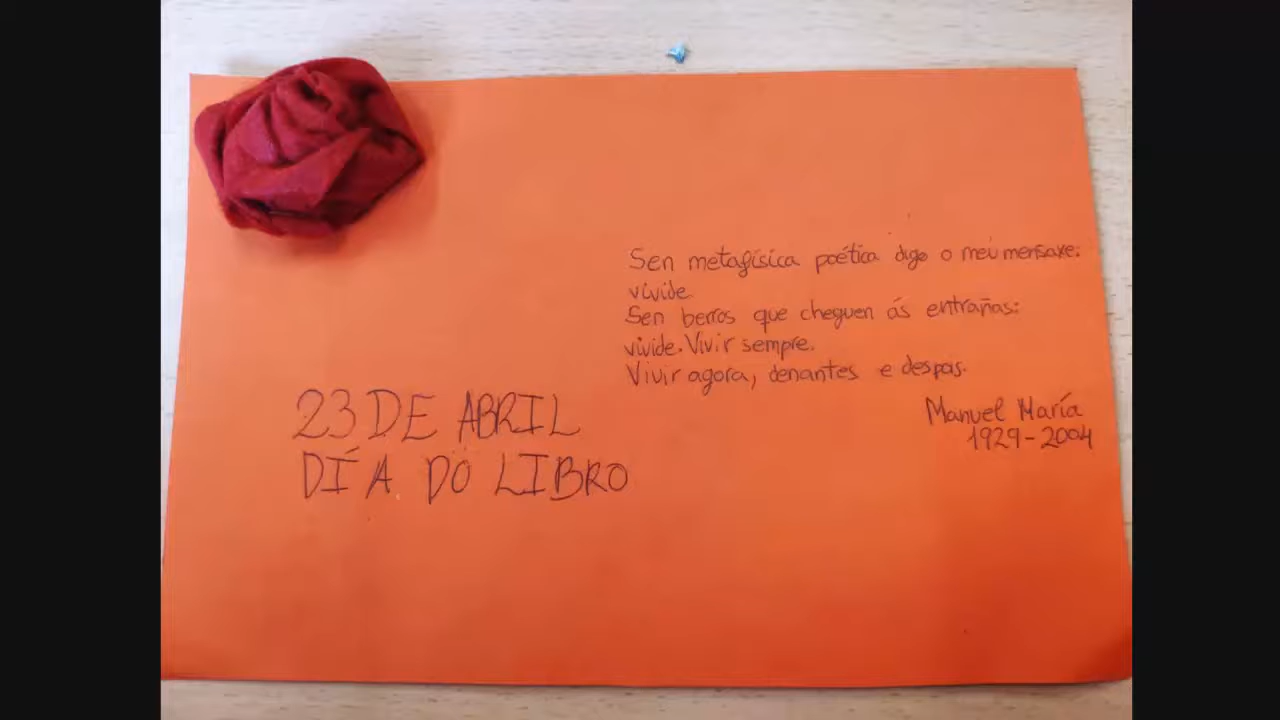 Sen metafísica poética digo o meu mensaxe:
vivide
Sen berros que cheguen ás entrañas:
vivide. Vivir sempre.
Vivir agora, denantes e despois.
Manuel María
1929-2004
23 DE ABRIL
DÍA DO LIBRO